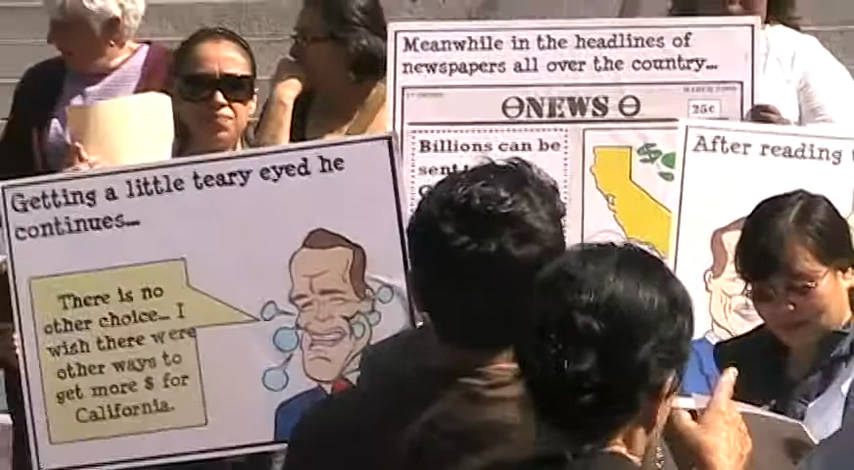 Getting a little teary eyed he
continues...
There is no
other choice... I
wish there were
other ways to
get more $ for
California.
Meanwhile in the headlines of
newspapers all over the country...
NEWS
25¢
Billions can be
sent
After reading